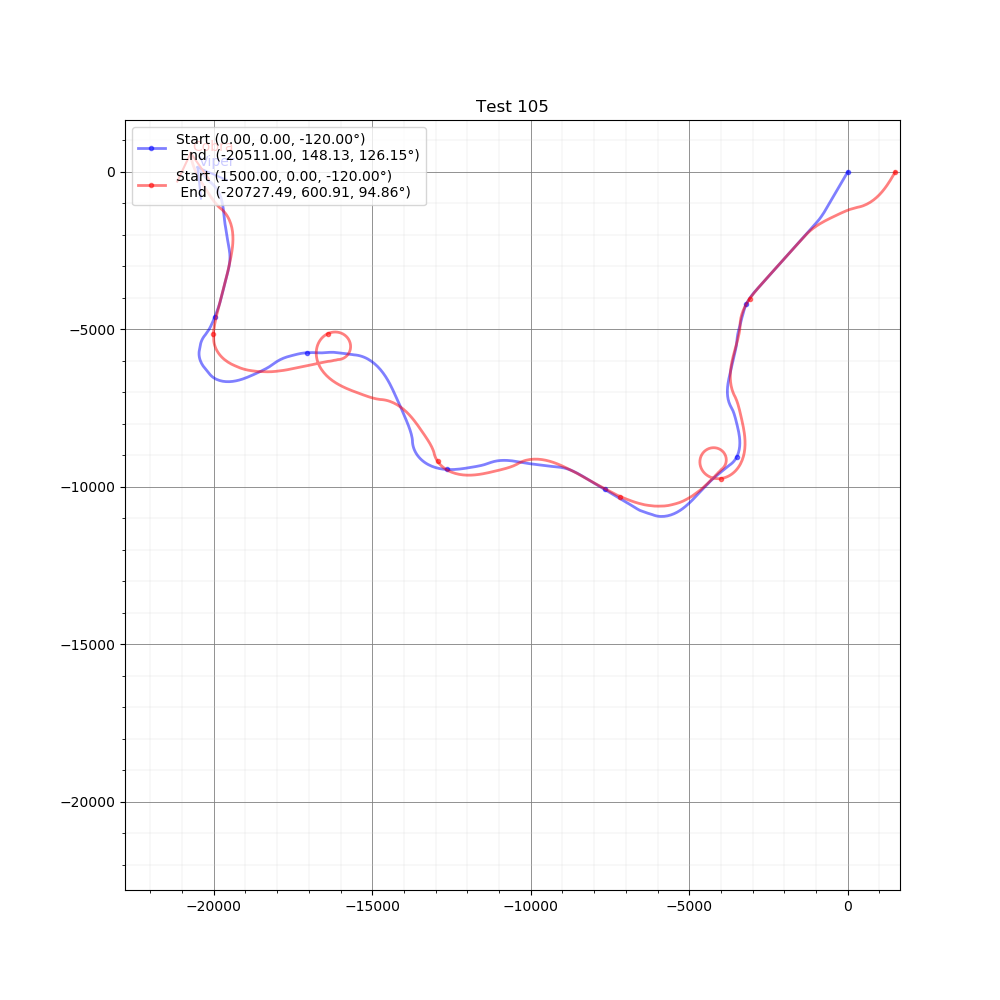 Test 105
Start (0.00, 0.00, -120.00°)
End (-20511.00, 148.13, 126.15°)
Start (1500.00, 0.00, -120.00°)
End (-20727.49, 600.91, 94.86°)
Viper
0
−5000
−10000
−15000
−20000
−20000
−15000
−10000
−5000
0